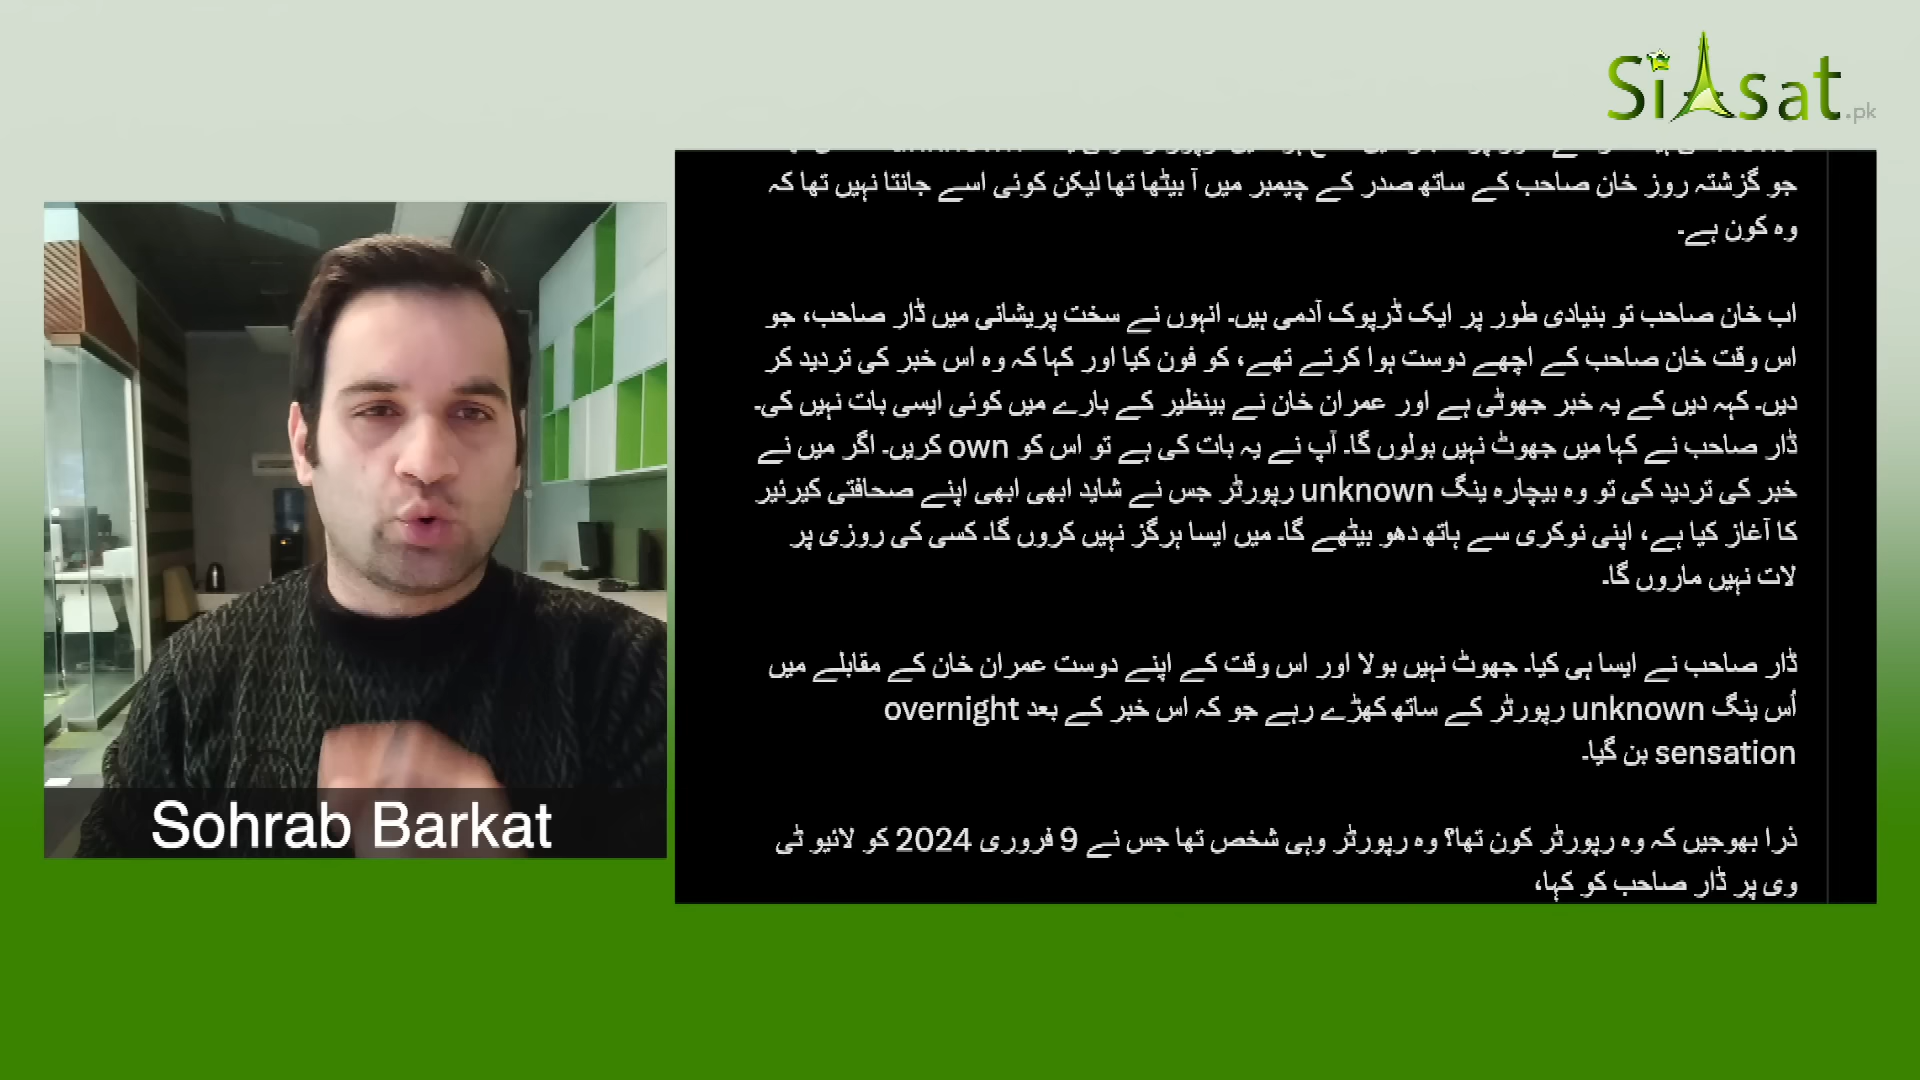 SiAsat.pk
جو گزشتہ روز خان صاحب کے ساتھ صدر کے چیمبر میں آ بیٹھا تھا لیکن کوئی اسے جانتا نہیں تھا کہ
وہ کون ہے۔
اب خان صاحب تو بنیادی طور پر ایک ڈرپوک آدمی ہیں۔ انہوں نے سخت پریشانی میں ڈار صاحب، جو
اس وقت خان صاحب کے اچھے دوست ہوا کرتے تھے، کو فون کیا اور کہا کہ وہ اس خبر کی تردید کر
دیں۔ کہہ دیں کے یہ خبر جھوٹی ہے اور عمران خان نے بینظیر کے بارے میں کوئی ایسی بات نہیں کی۔
ڈار صاحب نے کہا میں جھوٹ نہیں بولوں گا۔ آپ نے یہ بات کی ہے تو اس کو own کریں۔ اگر میں نے
خبر کی تردید کی تو وہ بیچارہ ینگ unknown رپورٹر جس نے شاید ابھی ابھی اپنے صحافتی کیرئیر
کا آغاز کیا ہے، اپنی نوکری سے ہاتھ دھو بیٹھے گا۔ میں ایسا ہرگز نہیں کروں گا۔ کسی کی روزی پر
لات نہیں ماروں گا۔
ڈار صاحب نے ایسا ہی کیا۔ جھوٹ نہیں بولا اور اس وقت کے اپنے دوست عمران خان کے مقابلے میں
اُس ینگ unknown رپورٹر کے ساتھ کھڑے رہے جو کہ اس خبر کے بعد overnight
sensation بن گیا۔
ذرا بھوجیں کہ وہ رپورٹر کون تھا؟ وہ رپورٹر وہی شخص تھا جس نے 9 فروری 2024 کو لائیو ٹی
وی پر ڈار صاحب کو کہا،
Sohrab Barkat